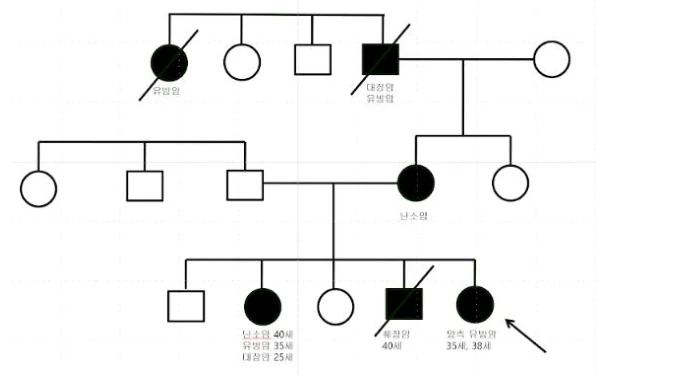 유방암
대장암
유방암
난소암
난소암 40세
유방암 35세
대장암 25세
췌장암
40세
양측 유방암
35세, 38세